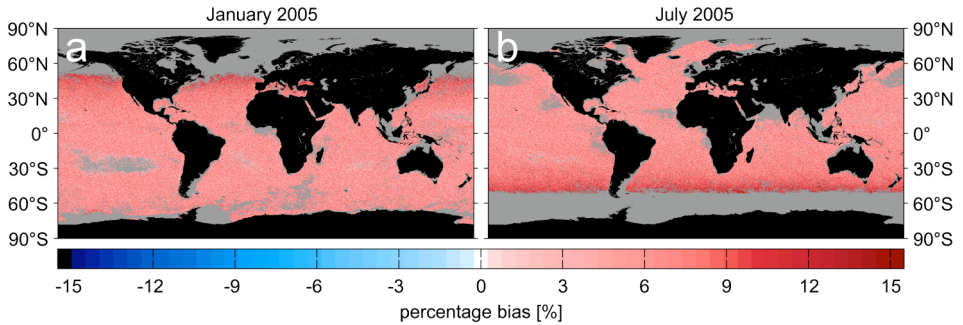 January 2005 July 2005
90°N a b 90°N
60°N 60°N
30°N 30°N
0° 0°
30°S 30°S
60°S 60°S
90°S 90°S
-15 -12 -9 -6 -3 0 3 6 9 12 15
percentage bias [%]